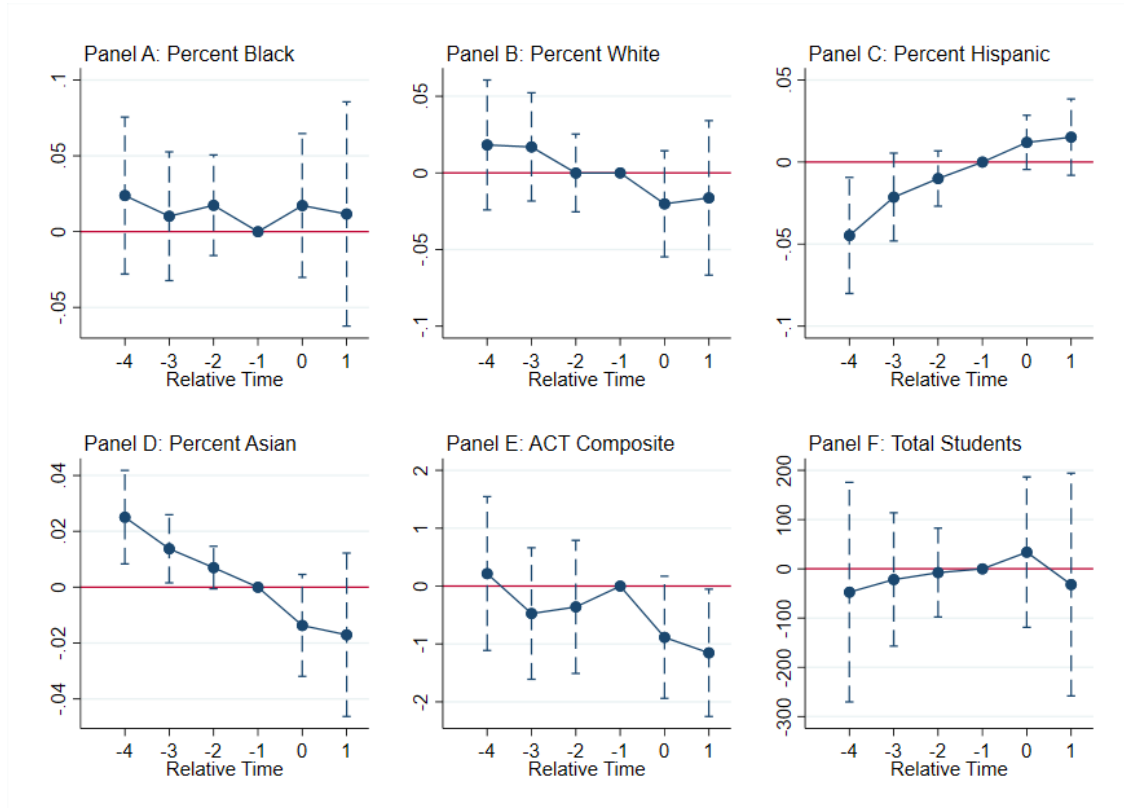 Panel A: Percent Black
.1
.05
0
-.05
-4 -3 -2 -1 0 1
Relative Time
Panel B: Percent White
.05
0
-.05
-.1
-4 -3 -2 -1 0 1
Relative Time
Panel C: Percent Hispanic
.05
0
-.05
-.1
-4 -3 -2 -1 0 1
Relative Time
Panel D: Percent Asian
.04
.02
0
-.02
-.04
-4 -3 -2 -1 0 1
Relative Time
Panel E: ACT Composite
2
1
0
-1
-2
-4 -3 -2 -1 0 1
Relative Time
Panel F: Total Students
200
100
0
-100
-200
-300
-4 -3 -2 -1 0 1
Relative Time